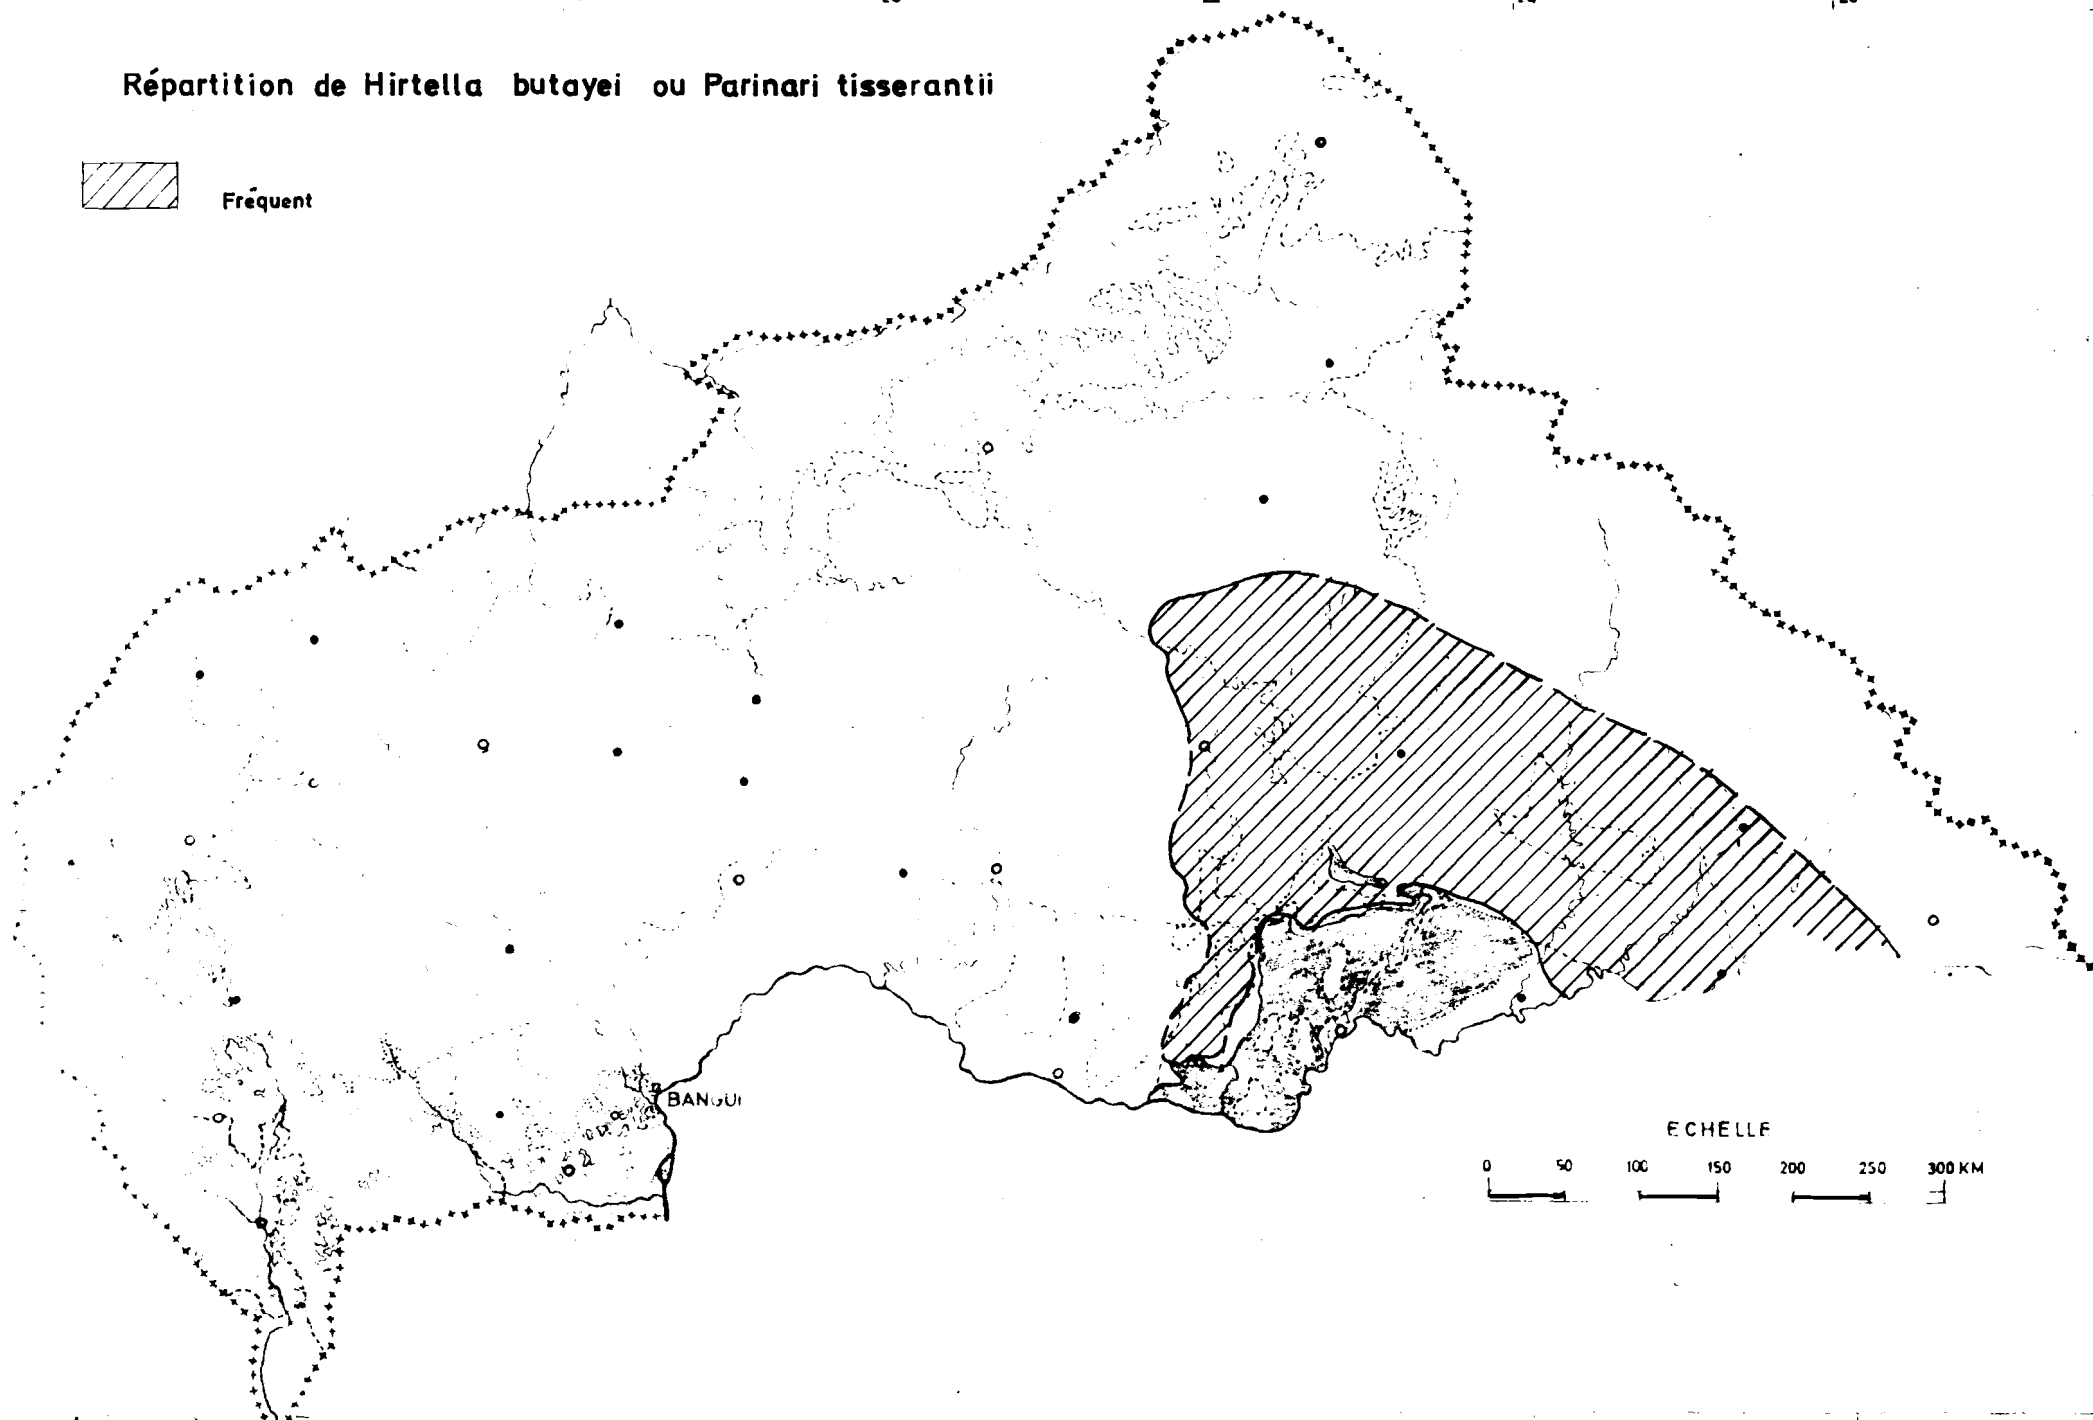 Répartition de Hirtella butayei ou Parinari tisserantii
Fréquent
BANGUI
ECHELLE
0 50 100 150 200 250 300 KM